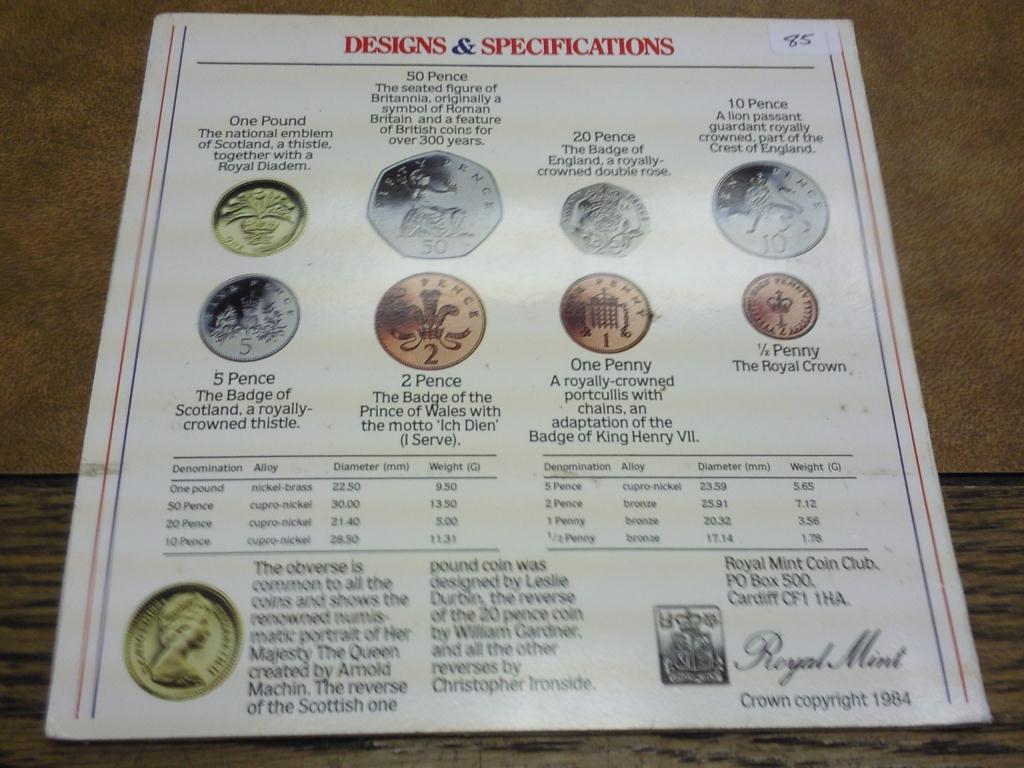 DESIGNS & SPECIFICATIONS
85
One Pound
The national emblem
of Scotland, a thistle,
together with a
Royal Diadem.
50 Pence
The seated figure of
Britannia, originally a
symbol of Roman
Britain and a feature
of British coins for
over 300 years.
20 Pence
The Badge of
England, a royally-
crowned double rose.
10 Pence
A lion passant
guardant royally
crowned, part of the
Crest of England.
FIFTY PENCE
50
TEN PENCE
10
5
2
1
5 Pence
The Badge of
Scotland, a royally-
crowned thistle.
2 Pence
The Badge of the
Prince of Wales with
the motto 'Ich Dien'
(I Serve).
One Penny
A royally-crowned
portcullis with
chains, an
adaptation of the
Badge of King Henry VII.
½ Penny
The Royal Crown
Denomination Alloy Diameter (mm) Weight (G)
One pound nickel-brass 22.50 9.50
50 Pence cupro-nickel 30.00 13.50
20 Pence cupro-nickel 21.40 5.00
10 Pence cupro-nickel 28.50 11.31
Denomination Alloy Diameter (mm) Weight (G)
5 Pence cupro-nickel 23.59 5.65
2 Pence bronze 25.91 7.12
1 Penny bronze 20.32 3.56
½ Penny bronze 17.14 1.78
The obverse is
common to all the
coins and shows the
renowned numis-
matic portrait of Her
Majesty The Queen
created by Arnold
Machin. The reverse
of the Scottish one
pound coin was
designed by Leslie
Durbin, the reverse
of the 20 pence coin
by William Gardner,
and all the other
reverses by
Christopher Ironside.
Royal Mint Coin Club,
PO Box 500,
Cardiff CF1 1HA.
Royal Mint
Crown copyright 1984